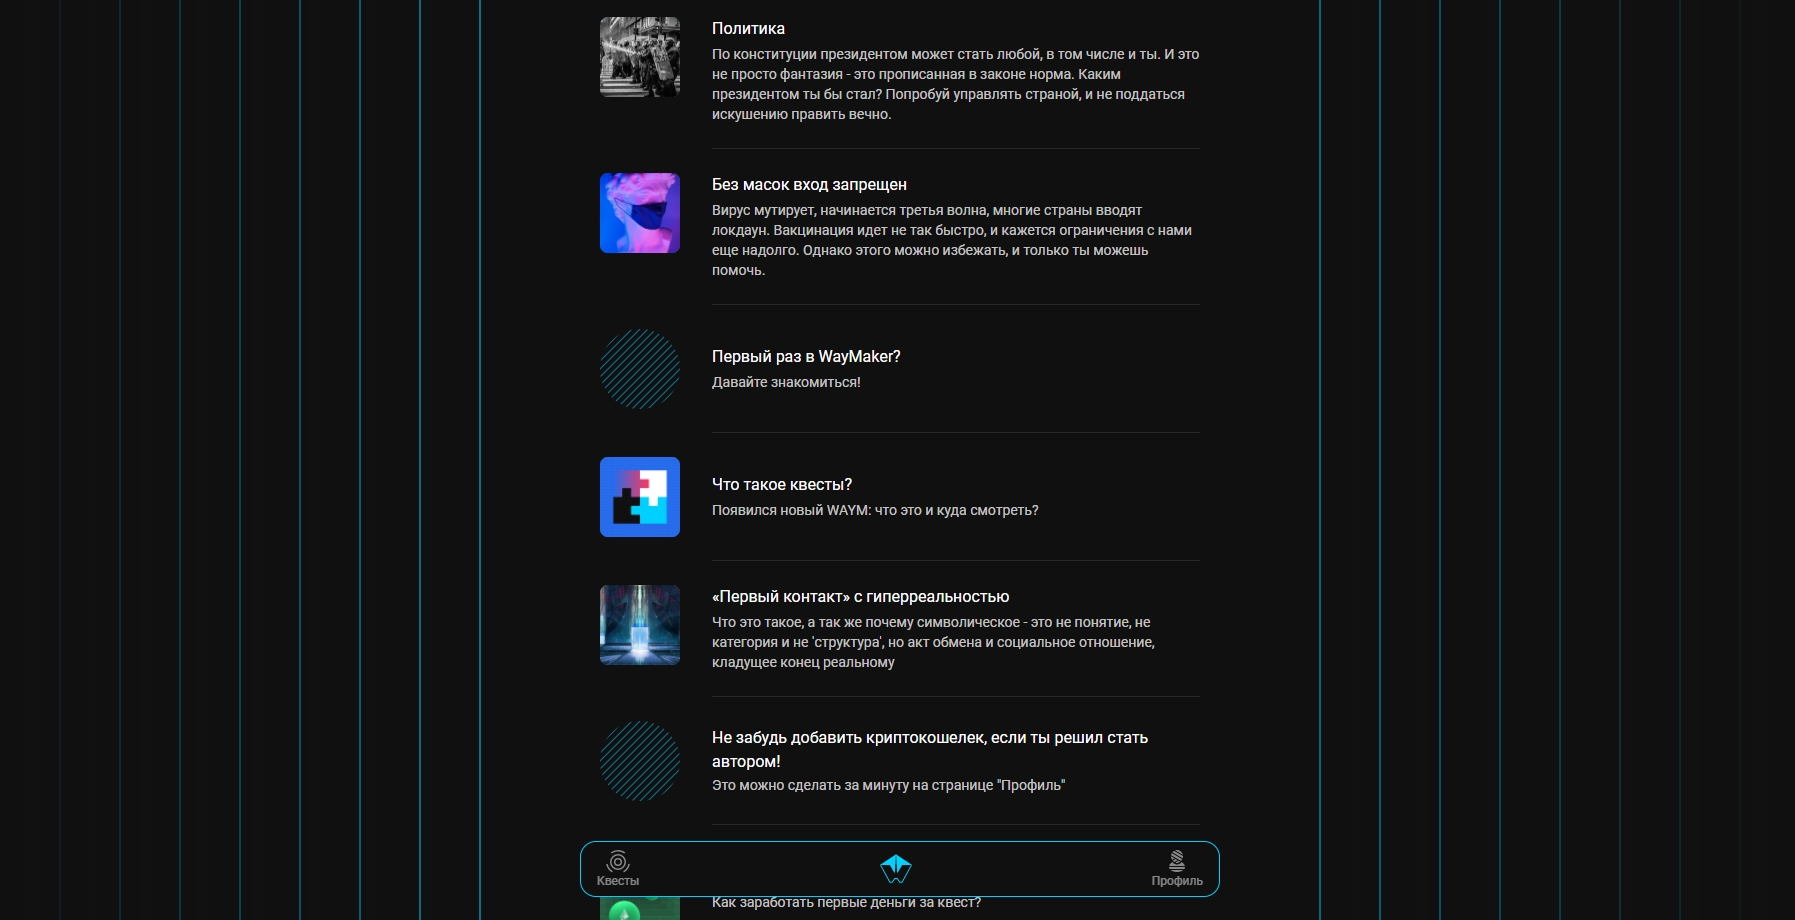 Политика
По конституции президентом может стать любой, в том числе и ты. И это
не просто фантазия - это прописанная в законе норма. Каким
президентом ты бы стал? Попробуй управлять страной, и не поддаться
искушению править вечно.
Без масок вход запрещен
Вирус мутирует, начинается третья волна, многие страны вводят
локдаун. Вакцинация идет не так быстро, и кажется ограничения с нами
еще надолго. Однако этого можно избежать, и только ты можешь
помочь.
Первый раз в WayMaker?
Давайте знакомиться!
Что такое квесты?
Появился новый WAYM: что это и куда смотреть?
«Первый контакт» с гиперреальностью
Что это такое, а так же почему символическое - это не понятие, не
категория и не 'структура', но акт обмена и социальное отношение,
кладущее конец реальному
Не забудь добавить криптокошелек, если ты решил стать
автором!
Это можно сделать за минуту на странице "Профиль"
Квесты
Профиль
Как заработать первые деньги за квест?